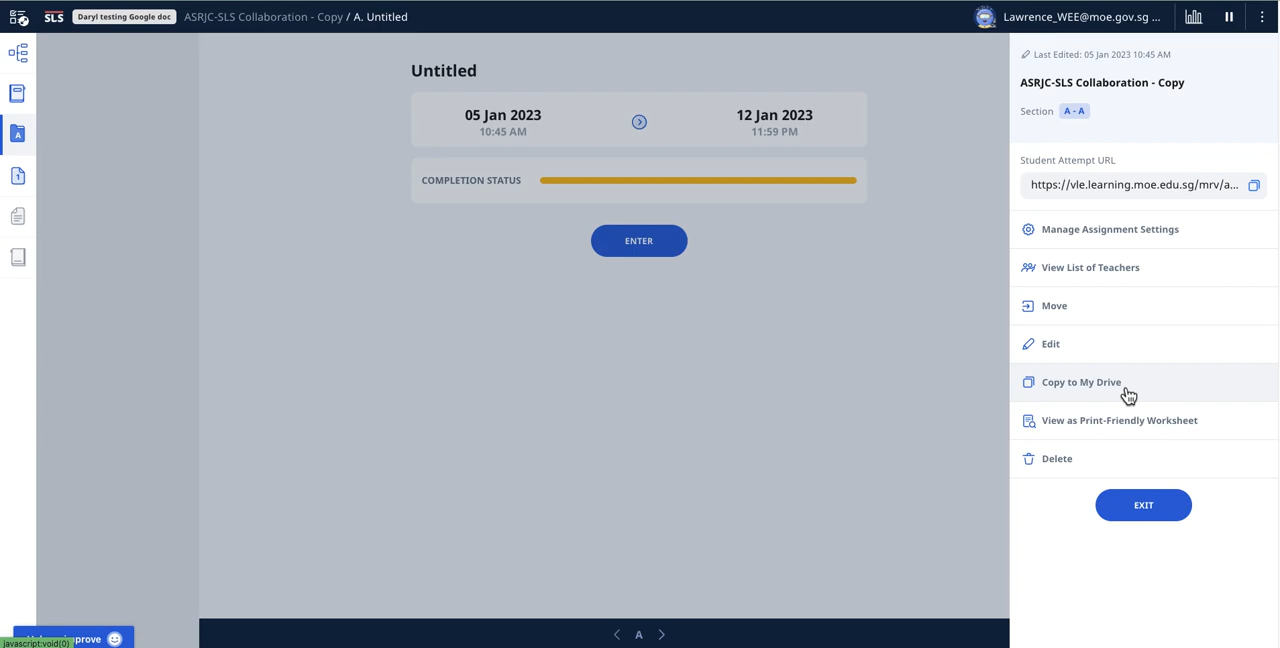 SLS
Daryl testing Google doc
ASRJC-SLS Collaboration - Copy / A. Untitled
Lawrence_WEE@moe.gov.sg ...
A
1
Untitled
05 Jan 2023
10:45 AM
12 Jan 2023
11:59 PM
COMPLETION STATUS
ENTER
Last Edited: 05 Jan 2023 10:45 AM
ASRJC-SLS Collaboration - Copy
Section A - A
Student Attempt URL
https://vle.learning.moe.edu.sg/mrv/a...
Manage Assignment Settings
View List of Teachers
Move
Edit
Copy to My Drive
View as Print-Friendly Worksheet
Delete
EXIT
A
javascript:void(0)